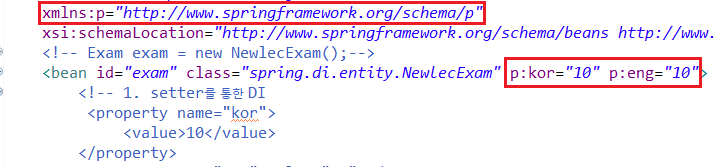 xmlns:p="http://www.springframework.org/schema/p"
xsi:schemaLocation="http://www.springframework.org/schema/beans http://www.
<!-- Exam exam = new NewlecExam();-->
<bean id="exam" class="spring.di.entity.NewlecExam" p:kor="10" p:eng="10">
<!-- 1. setter를 통한 DI
<property name="kor">
<value>10</value>
</property>